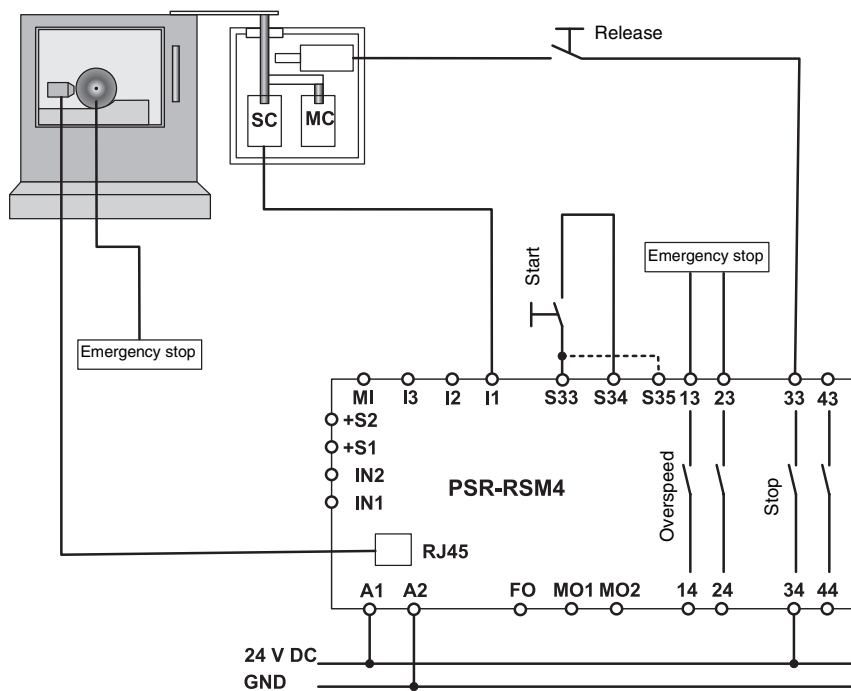 Release
SC MC
Start
Emergency stop
Emergency stop
MI I3 I2 I1 S33 S34 S35 13 23 33 43
+S2
+S1
IN2
IN1
PSR-RSM4
Overspeed
Stop
RJ45
A1 A2 FO MO1 MO2 14 24 34 44
24 V DC
GND